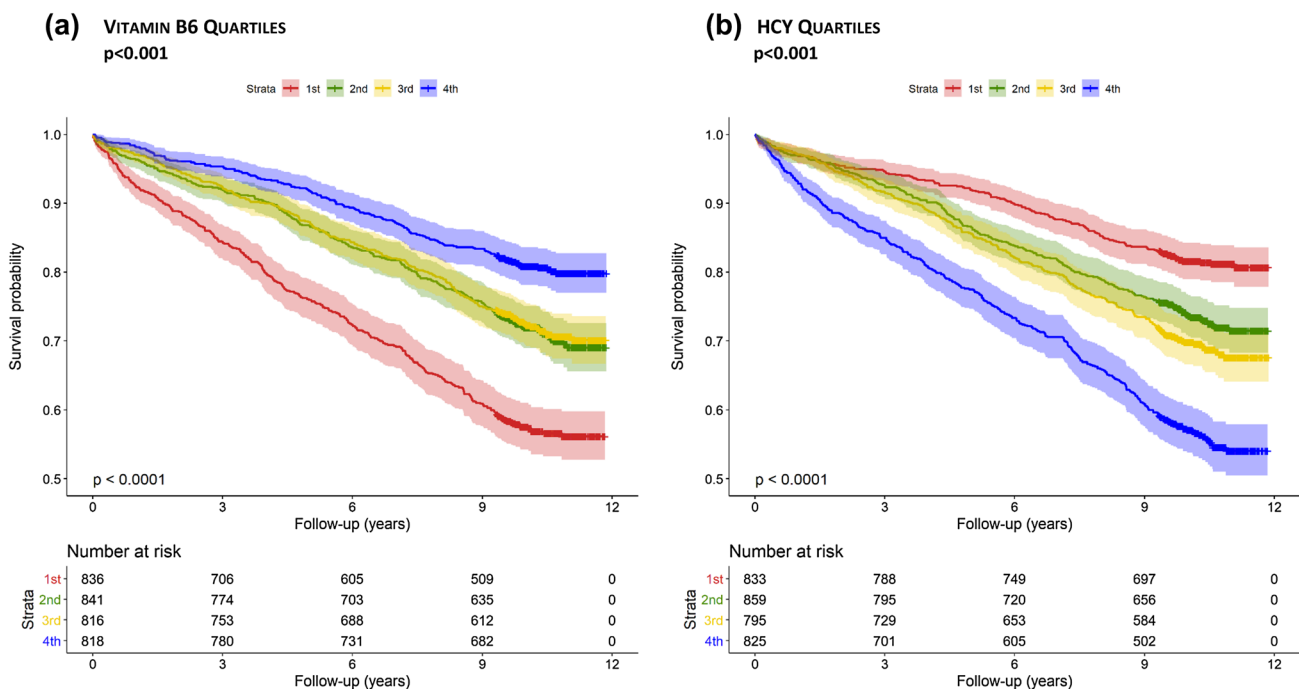 (a) VITAMIN B6 QUARTILES
p<0.001
Strata 1st 2nd 3rd 4th
Survival probability
1.0
0.9
0.8
0.7
0.6
0.5
p < 0.0001
0 3 6 9 12
Follow-up (years)
Number at risk
Strata
1st 836 706 605 509 0
2nd 841 774 703 635 0
3rd 816 753 688 612 0
4th 818 780 731 682 0
0 3 6 9 12
Follow-up (years)
(b) HCY QUARTILES
p<0.001
Strata 1st 2nd 3rd 4th
Survival probability
1.0
0.9
0.8
0.7
0.6
0.5
p < 0.0001
0 3 6 9 12
Follow-up (years)
Number at risk
Strata
1st 833 788 749 697 0
2nd 859 795 720 656 0
3rd 795 729 653 584 0
4th 825 701 605 502 0
0 3 6 9 12
Follow-up (years)